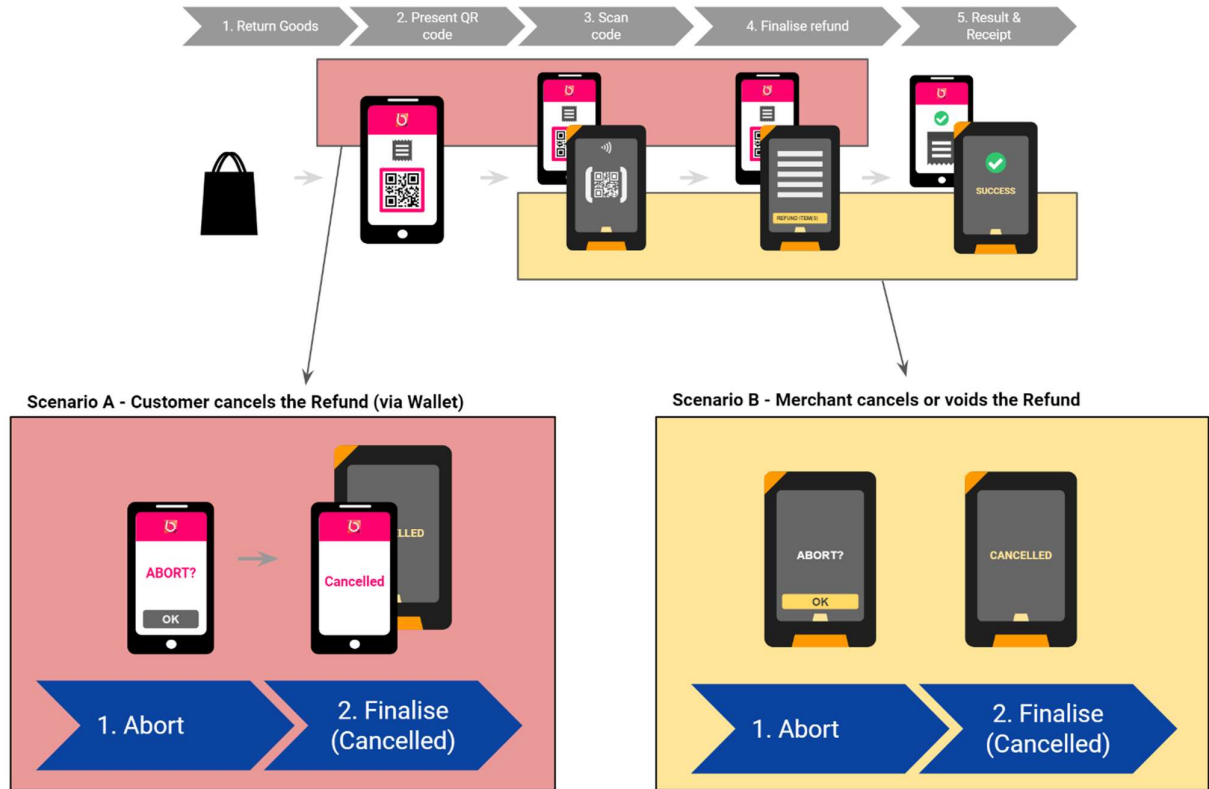 1. Return Goods
2. Present QR
code
3. Scan
code
4. Finalise refund
5. Result &
Receipt
REFUND ITEM(S)
SUCCESS
Scenario A - Customer cancels the Refund (via Wallet)
ABORT?
OK
Cancelled
ELLED
1. Abort
2. Finalise
(Cancelled)
Scenario B - Merchant cancels or voids the Refund
ABORT?
OK
CANCELLED
1. Abort
2. Finalise
(Cancelled)